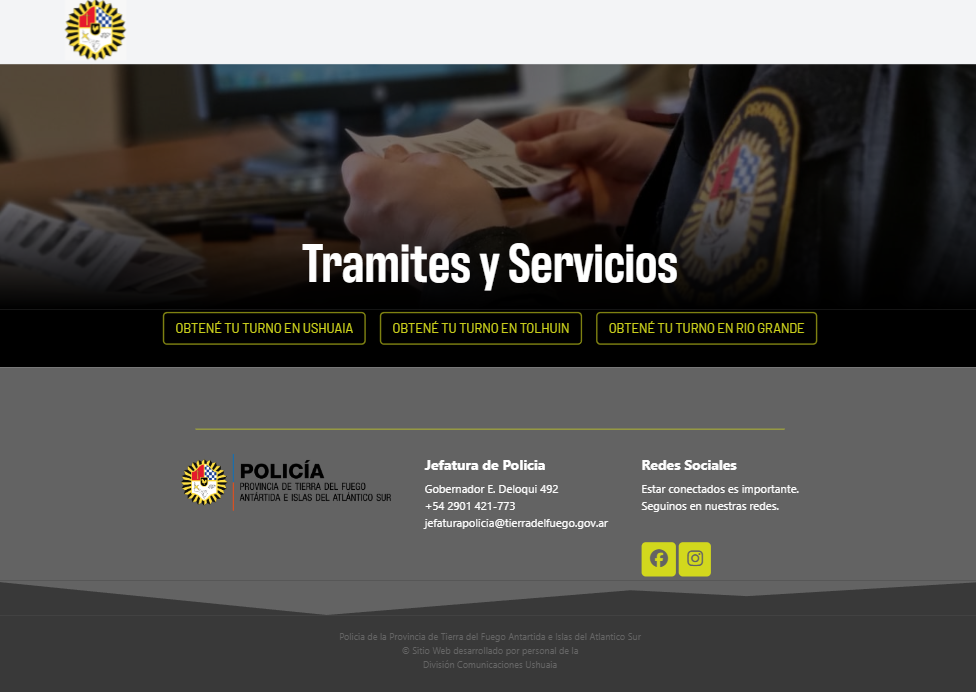 Tramites y Servicios
OBTENÉ TU TURNO EN USHUAIA
OBTENÉ TU TURNO EN TOLHUIN
OBTENÉ TU TURNO EN RIO GRANDE
POLICÍA
PROVINCIA DE TIERRA DEL FUEGO
ANTÁRTIDA E ISLAS DEL ATLÁNTICO SUR
Jefatura de Policia
Gobernador E. Deloqui 492
+54 2901 421-773
jefaturapolicia@tierradelfuego.gov.ar
Redes Sociales
Estar conectados es importante.
Seguinos en nuestras redes.
Policia de la Provincia de Tierra del Fuego Antartida e Islas del Atlantico Sur
© Sitio Web desarrollado por personal de la
División Comunicaciones Ushuaia